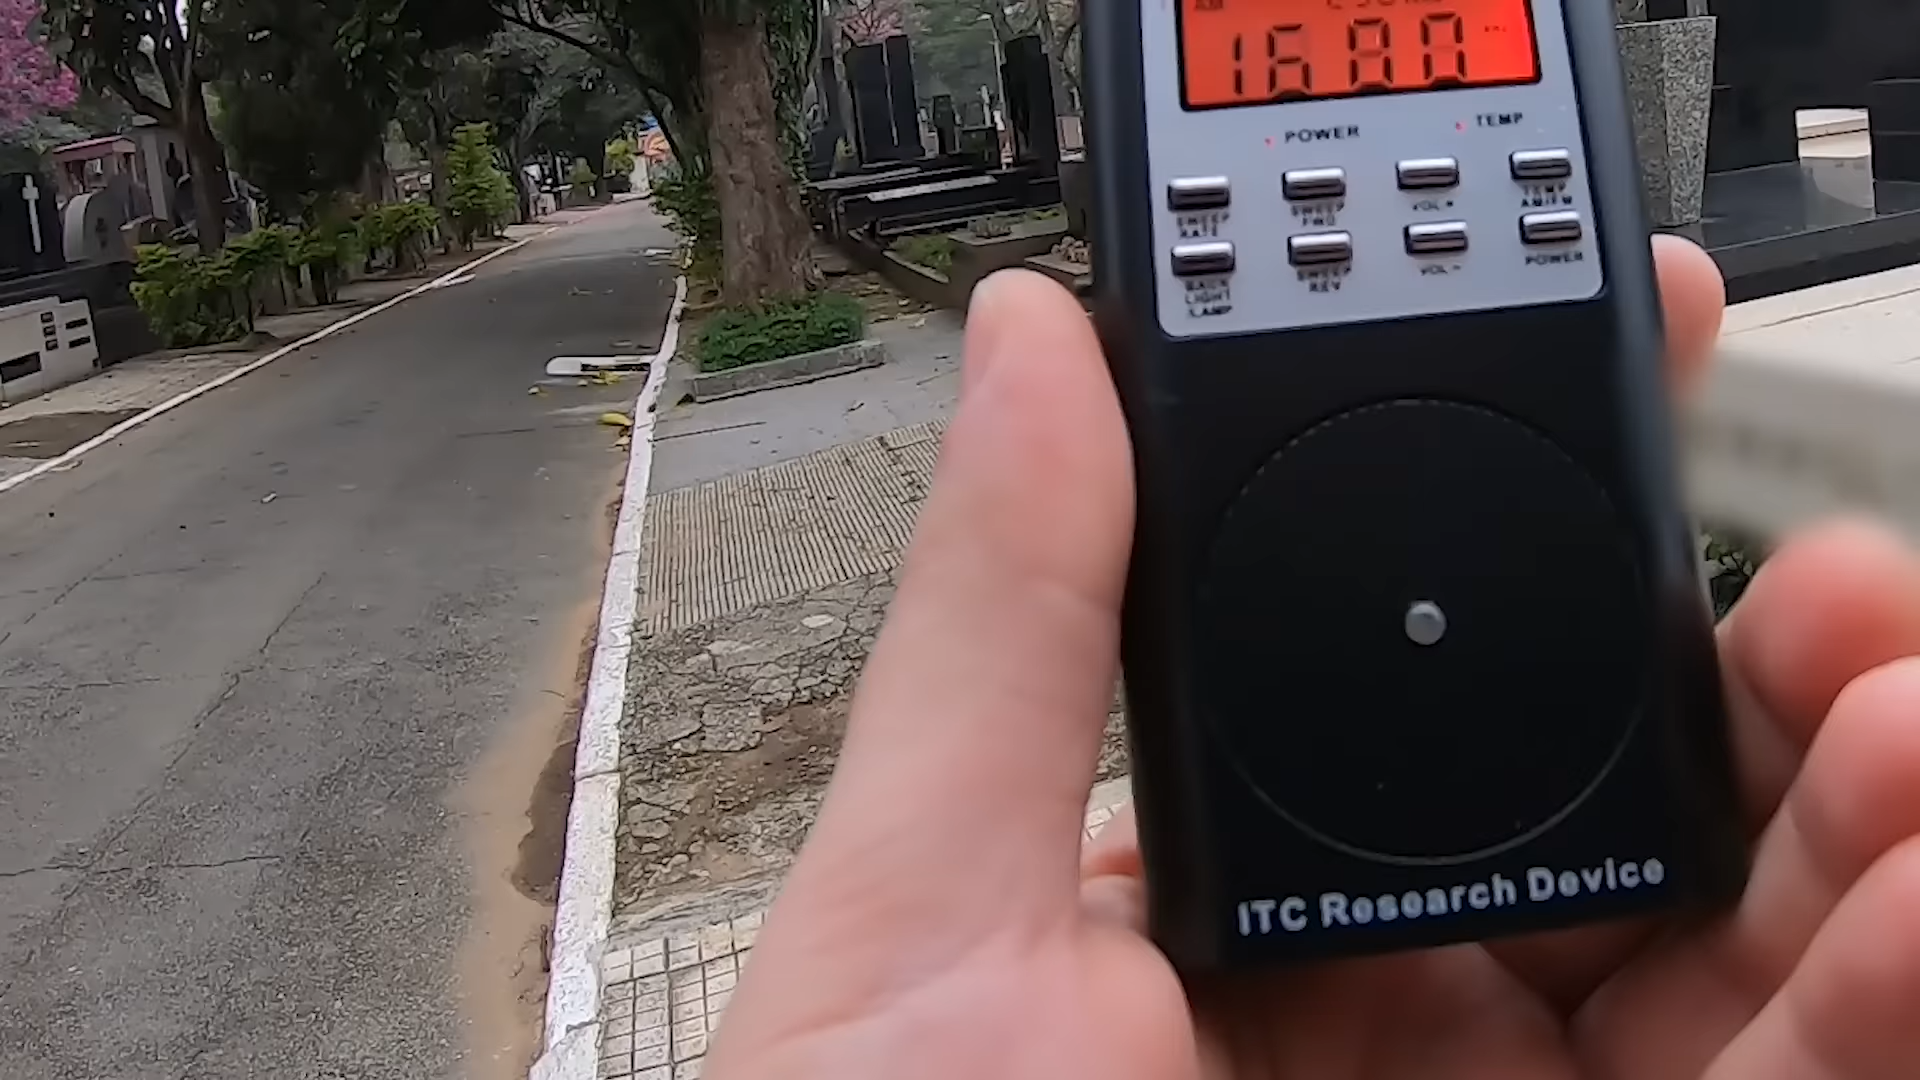 AM
1680
POWER
TEMP
SWEEP RATE
SWEEP FWD
VOL+
TEMP AM/FM
BACK LIGHT /LAMP
SWEEP REV
VOL-
POWER
ITC Research Device